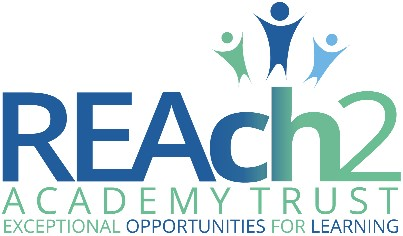 REAch2
ACADEMY TRUST
EXCEPTIONAL OPPORTUNITIES FOR LEARNING